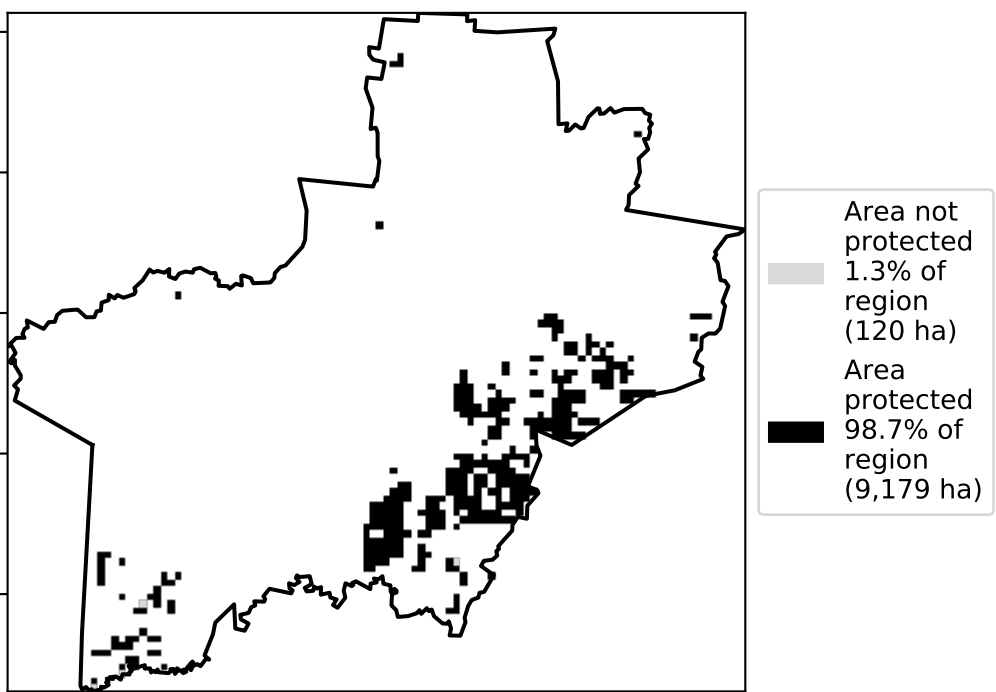 Area not
protected
1.3% of
region
(120 ha)
Area
protected
98.7% of
region
(9,179 ha)